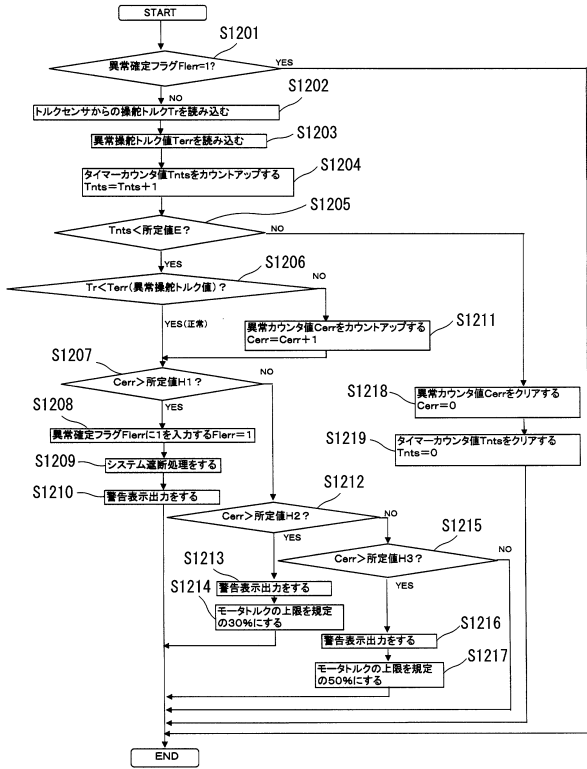 START
S1201
異常確定フラグFlerr=1?
YES
NO
S1202
トルクセンサからの操舵トルクTrを読み込む
S1203
異常操舵トルク値Terrを読み込む
S1204
タイマーカウンタ値Tntsをカウントアップする
Tnts=Tnts+1
S1205
Tnts<所定値E?
NO
YES
S1206
Tr<Terr(異常操舵トルク値)?
NO
YES(正常)
S1211
異常カウンタ値Cerrをカウントアップする
Cerr=Cerr+1
S1207
Cerr>所定値H1?
NO
YES
S1218
異常カウンタ値Cerrをクリアする
Cerr=0
S1208
異常確定フラグFlerrに1を入力するFlerr=1
S1219
タイマーカウンタ値Tntsをクリアする
Tnts=0
S1209
システム遮断処理をする
S1210
警告表示出力をする
S1212
Cerr>所定値H2?
NO
YES
S1215
Cerr>所定値H3?
NO
YES
S1213
警告表示出力をする
S1214
モータトルクの上限を規定
の30%にする
S1216
警告表示出力をする
S1217
モータトルクの上限を規定
の50%にする
END